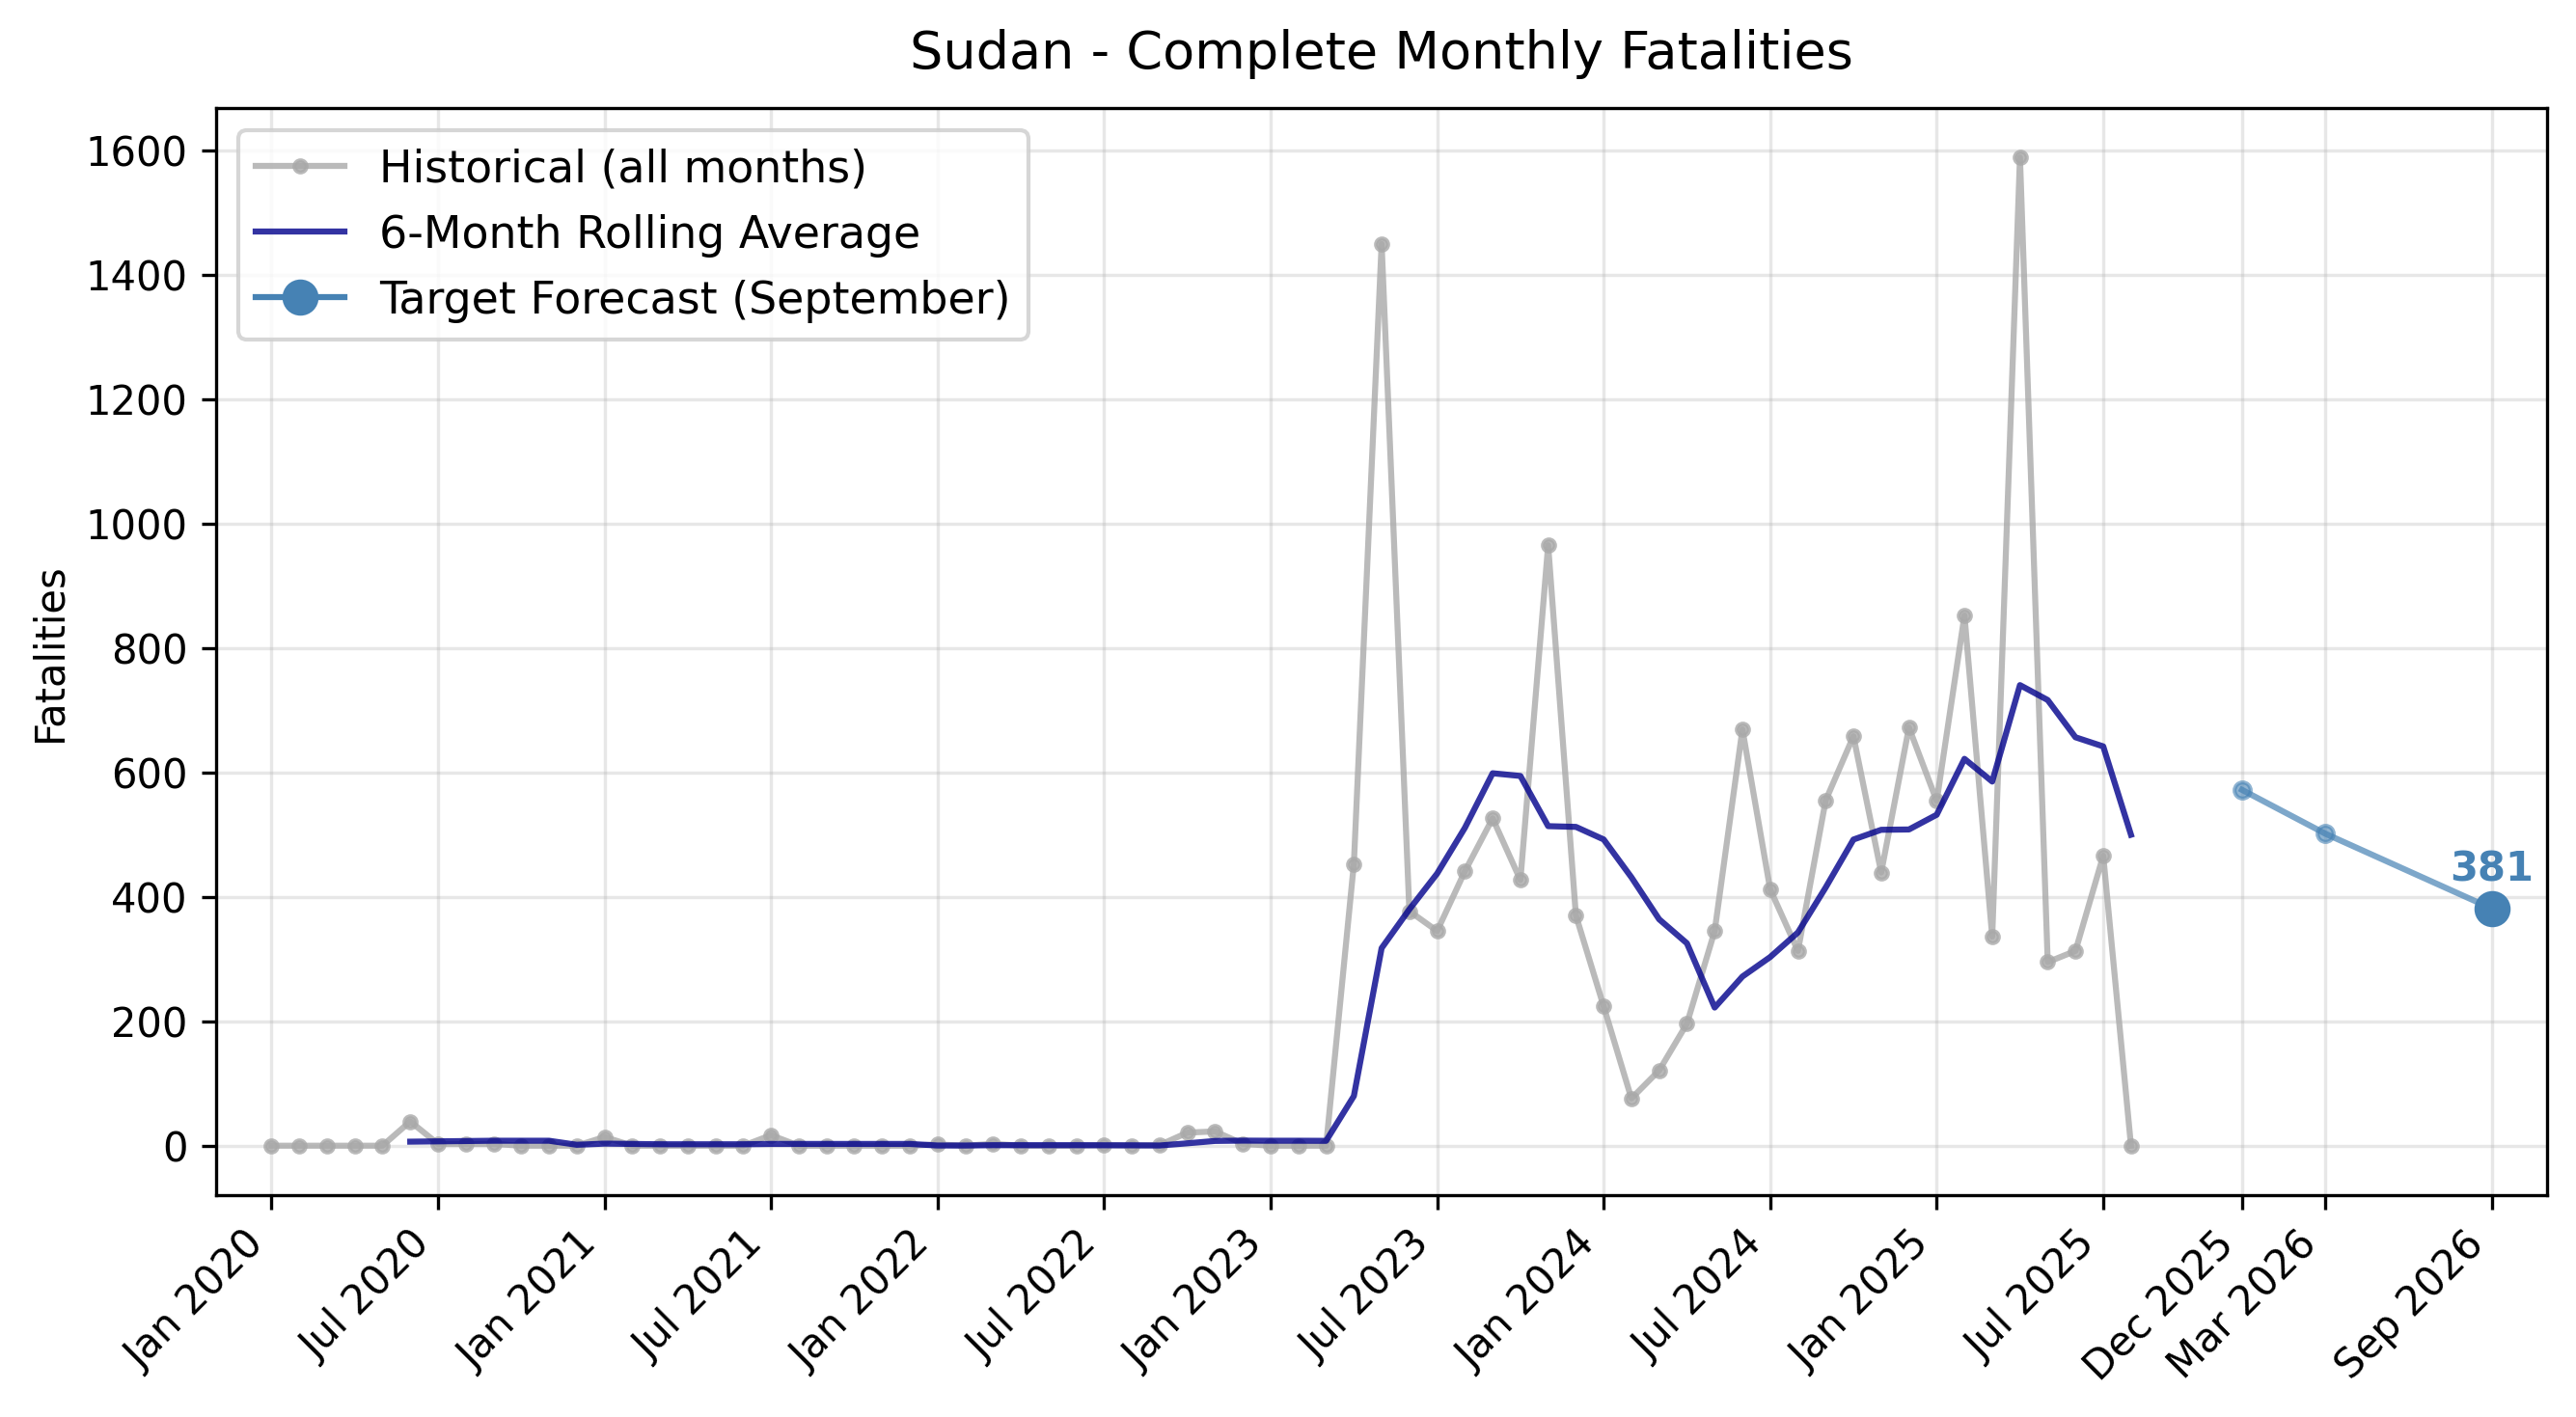 Sudan - Complete Monthly Fatalities
Historical (all months)
6-Month Rolling Average
Target Forecast (September)
Fatalities
1600
1400
1200
1000
800
600
400
200
0
381
Jan 2020
Jul 2020
Jan 2021
Jul 2021
Jan 2022
Jul 2022
Jan 2023
Jul 2023
Jan 2024
Jul 2024
Jan 2025
Jul 2025
Dec 2025
Mar 2026
Sep 2026